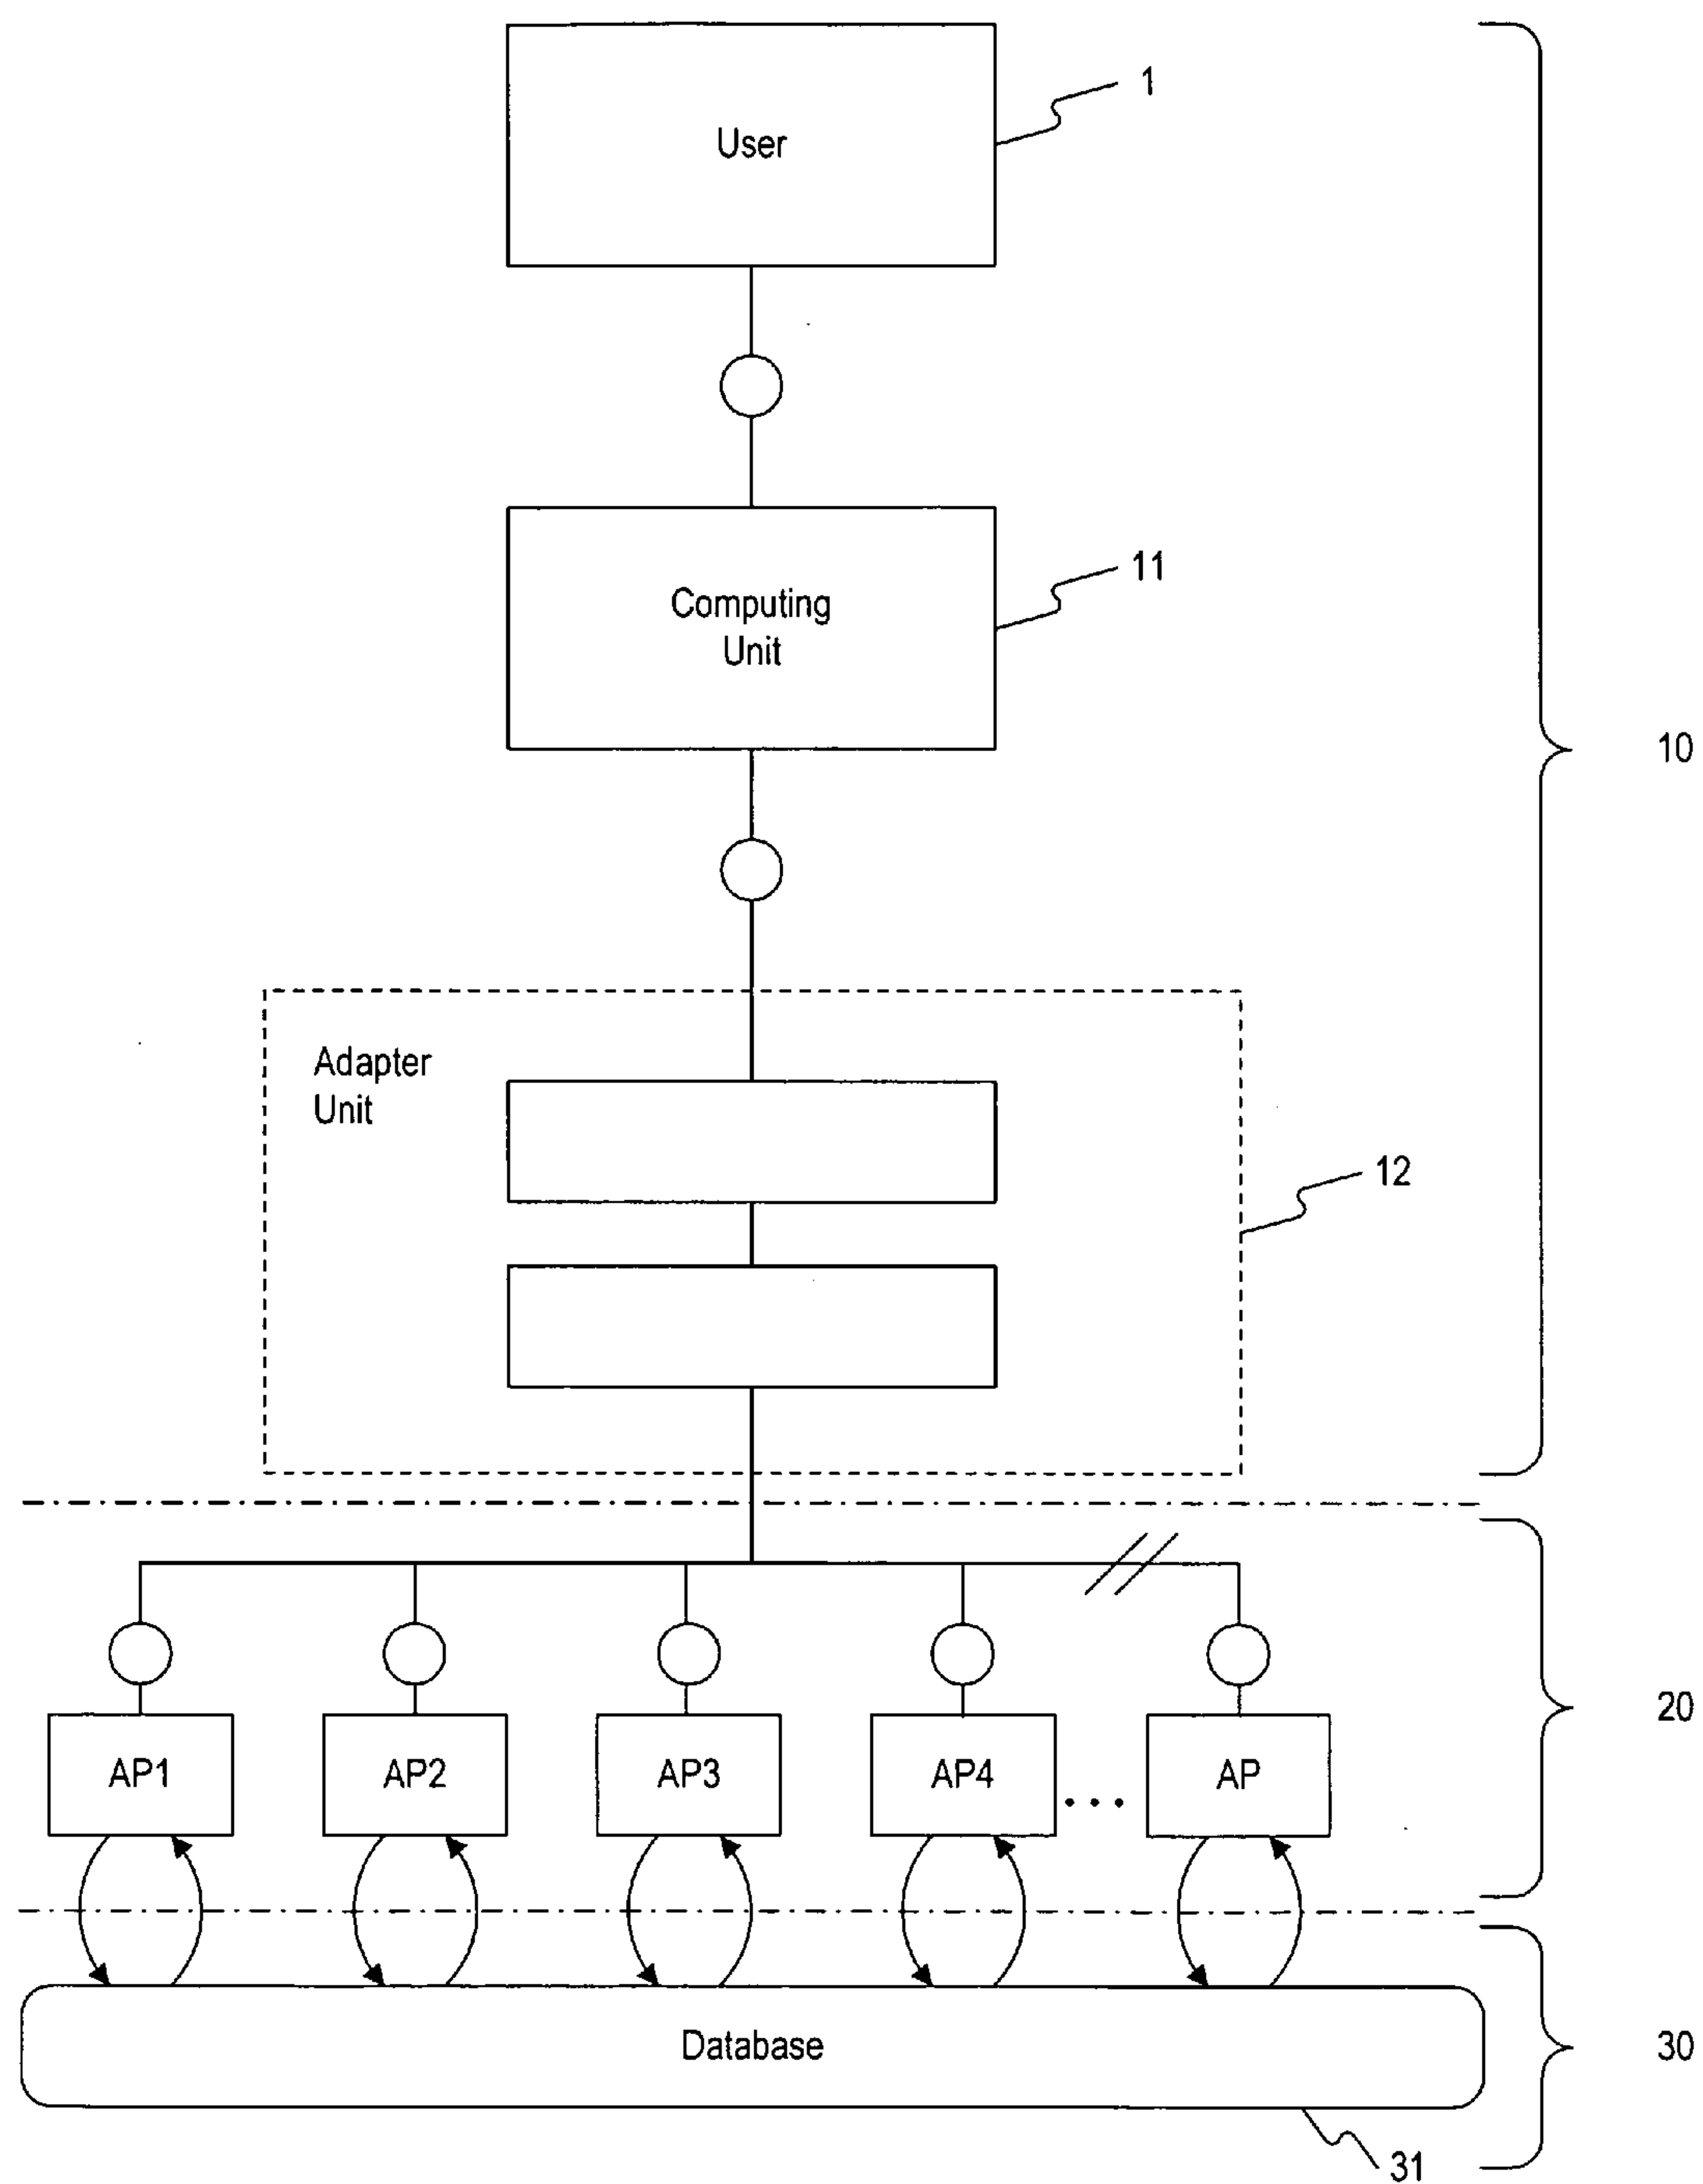 1
User
11
Computing
Unit
10
Adapter
Unit
12
20
AP1 AP2 AP3 AP4 ... AP
Database
30
31